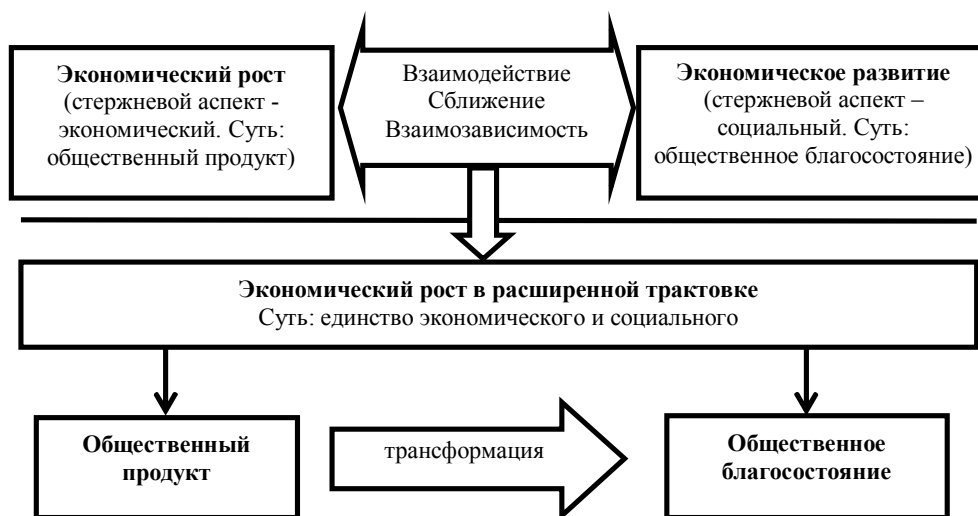 Экономический рост
(стержневой аспект -
экономический. Суть:
общественный продукт)
Взаимодействие
Сближение
Взаимозависимость
Экономическое развитие
(стержневой аспект –
социальный. Суть:
общественное благосостояние)
Экономический рост в расширенной трактовке
Суть: единство экономического и социального
Общественный
продукт
трансформация
Общественное
благосостояние